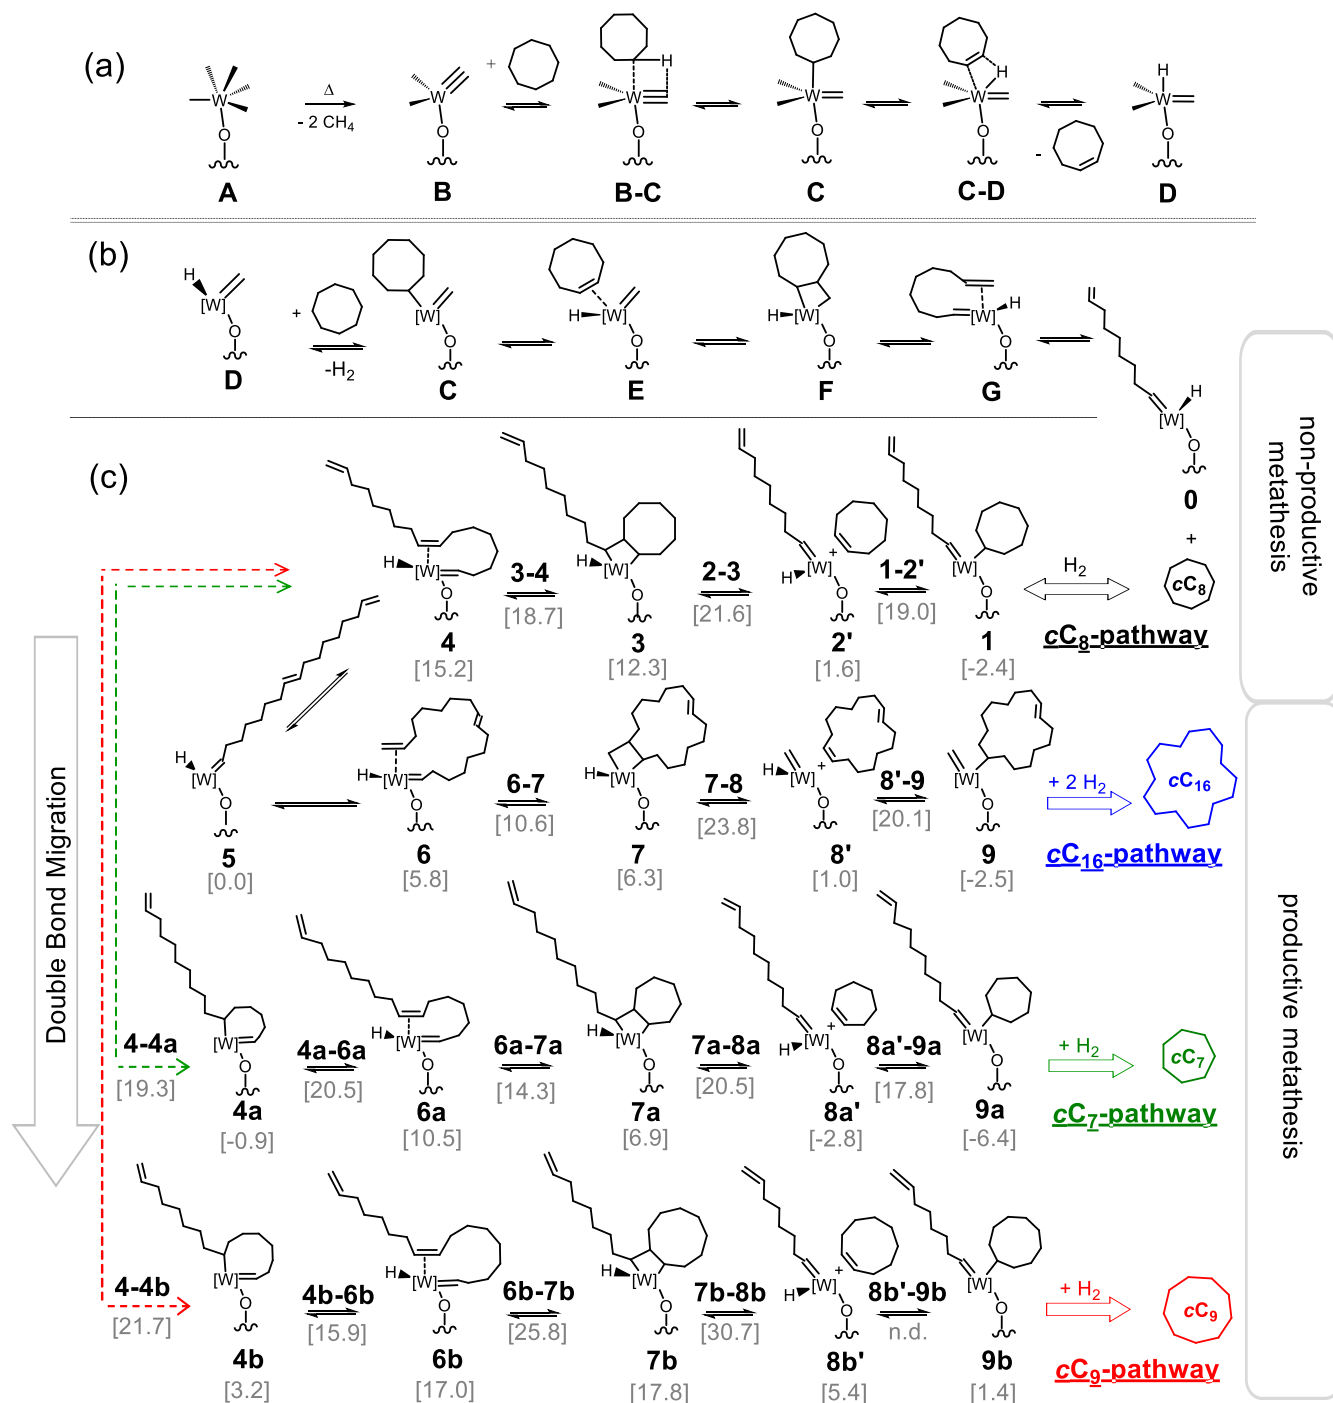 (a)
W
O
A
Δ
- 2 CH4
W
O
B
+
H
W
O
B-C
W
O
C
H
W
O
C-D
-
H
W
O
D
(b)
H
[W]
O
D
+
-H2
[W]
O
C
H
[W]
O
E
H
[W]
O
F
[W]
H
O
G
H
[W]
O
0
+
cC8
non-productive
metathesis
(c)
H
[W]
O
4
[15.2]
3-4
[18.7]
H
[W]
O
3
[12.3]
2-3
[21.6]
+
H
[W]
O
2'
[1.6]
1-2'
[19.0]
[W]
O
1
[-2.4]
H2
cC8-pathway
Double Bond Migration
H
[W]
O
5
[0.0]
H
[W]
O
6
[5.8]
6-7
[10.6]
H
[W]
O
7
[6.3]
7-8
[23.8]
+
H
[W]
O
8'
[1.0]
8'-9
[20.1]
[W]
O
9
[-2.5]
+ 2 H2
cC16
cC16-pathway
productive metathesis
4-4a
[19.3]
[W]
O
4a
[-0.9]
4a-6a
[20.5]
H
[W]
O
6a
[10.5]
6a-7a
[14.3]
H
[W]
O
7a
[6.9]
7a-8a
[20.5]
+
H
[W]
O
8a'
[-2.8]
8a'-9a
[17.8]
[W]
O
9a
[-6.4]
+ H2
cC7
cC7-pathway
4-4b
[21.7]
[W]
O
4b
[3.2]
4b-6b
[15.9]
H
[W]
O
6b
[17.0]
6b-7b
[25.8]
H
[W]
O
7b
[17.8]
7b-8b
[30.7]
+
H
[W]
O
8b'
[5.4]
8b'-9b
n.d.
[W]
O
9b
[1.4]
+ H2
cC9
cC9-pathway